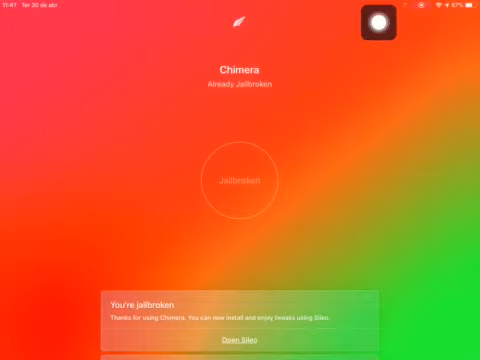 11:47 Ter 30 de abr
67%
Chimera
Already Jailbroken
Jailbroken
You're jailbroken
Thanks for using Chimera. You can now install and enjoy tweaks using Sileo.
Open Sileo